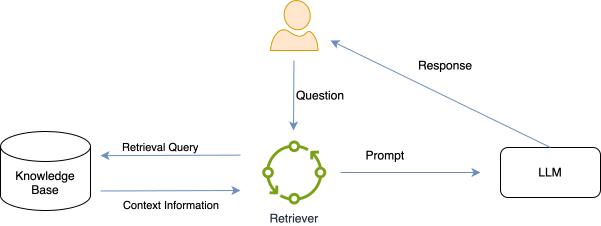 Response
Question
Retrieval Query
Prompt
Knowledge
Base
LLM
Context Information
Retriever